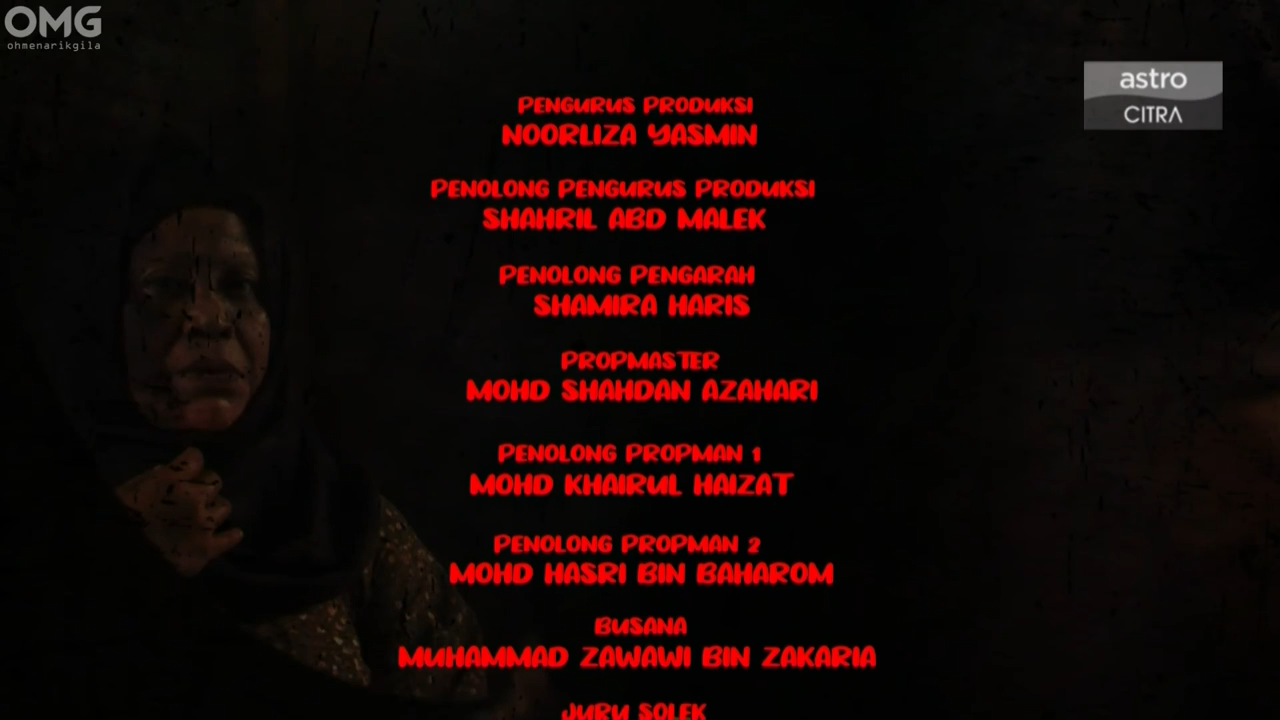 OMG
ohmenarikgila
astro
CITRA
PENGURUS PRODUKSI
NOORLIZA YASMIN
PENOLONG PENGURUS PRODUKSI
SHAHRIL ABD MALEK
PENOLONG PENGARAH
SHAMIRA HARIS
PROPMASTER
MOHD SHAHDAN AZAHARI
PENOLONG PROPMAN 1
MOHD KHAIRUL HAIZAT
PENOLONG PROPMAN 2
MOHD HASRI BIN BAHAROM
BUSANA
MUHAMMAD ZAWAWI BIN ZAKARIA
JURU SOLEK